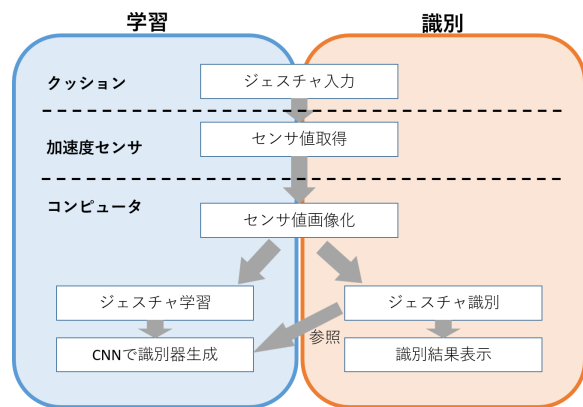 学習
識別
クッション
ジェスチャ入力
加速度センサ
センサ値取得
コンピュータ
センサ値画像化
ジェスチャ学習
ジェスチャ識別
参照
CNNで識別器生成
識別結果表示